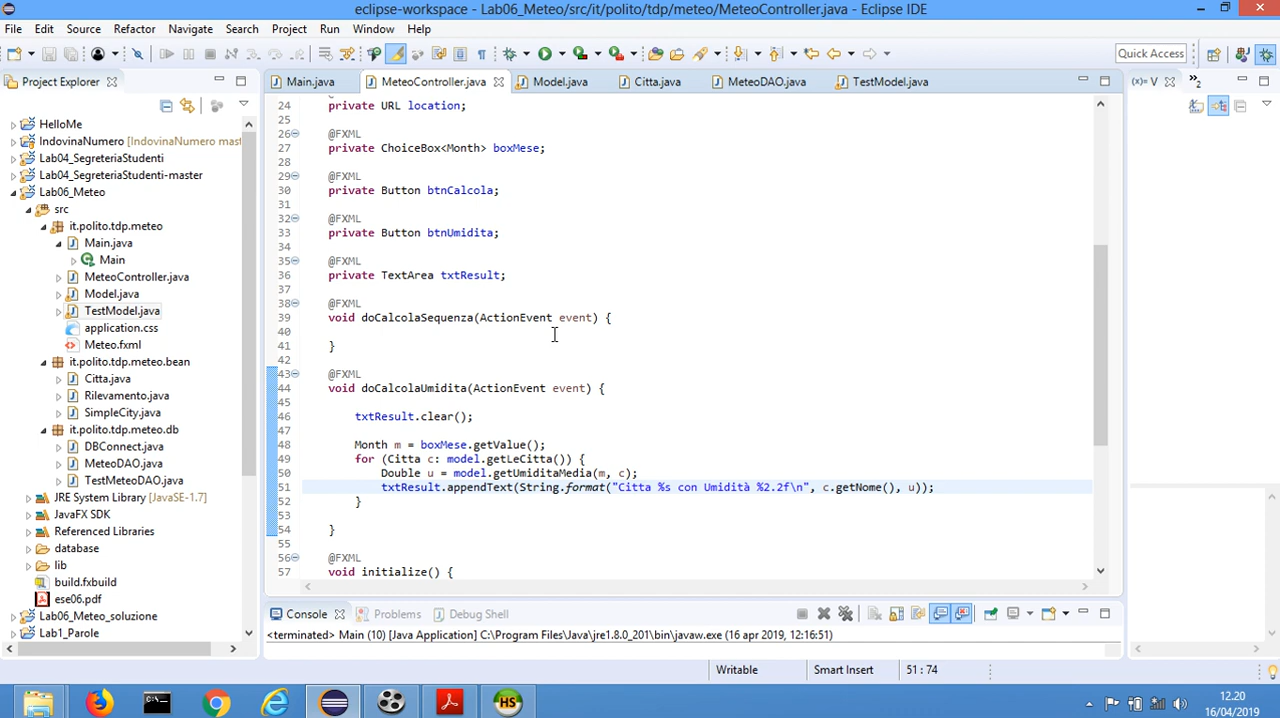 eclipse-workspace - Lab06_Meteo/src/it/polito/tdp/meteo/MeteoController.java - Eclipse IDE
File Edit Source Refactor Navigate Search Project Run Window Help
Quick Access
Project Explorer
Main.java MeteoController.java Model.java Citta.java MeteoDAO.java TestModel.java
(x)= V »2
HelloMe
IndovinaNumero [IndovinaNumero mast
Lab04_SegreteriaStudenti
Lab04_SegreteriaStudenti-master
Lab06_Meteo
src
it.polito.tdp.meteo
Main.java
Main
MeteoController.java
Model.java
TestModel.java
application.css
Meteo.fxml
it.polito.tdp.meteo.bean
Citta.java
Rilevamento.java
SimpleCity.java
it.polito.tdp.meteo.db
DBConnect.java
MeteoDAO.java
TestMeteoDAO.java
JRE System Library [JavaSE-1.7]
JavaFX SDK
Referenced Libraries
database
lib
build.fxbuild
ese06.pdf
Lab06_Meteo_soluzione
Lab1_Parole
24 private URL location;
25
26 @FXML
27 private ChoiceBox<Month> boxMese;
28
29 @FXML
30 private Button btnCalcola;
31
32 @FXML
33 private Button btnUmidita;
34
35 @FXML
36 private TextArea txtResult;
37
38 @FXML
39 void doCalcolaSequenza(ActionEvent event) {
40
41 }
42
43 @FXML
44 void doCalcolaUmidita(ActionEvent event) {
45
46 txtResult.clear();
47
48 Month m = boxMese.getValue();
49 for (Citta c: model.getLeCitta()) {
50 Double u = model.getUmiditaMedia(m, c);
51 txtResult.appendText(String.format("Citta %s con Umidità %2.2f\n", c.getNome(), u));
52 }
53
54 }
55
56 @FXML
57 void initialize() {
Console Problems Debug Shell
<terminated> Main (10) [Java Application] C:\Program Files\Java\jre1.8.0_201\bin\javaw.exe (16 apr 2019, 12:16:51)
Writable Smart Insert 51 : 74
12.20
16/04/2019